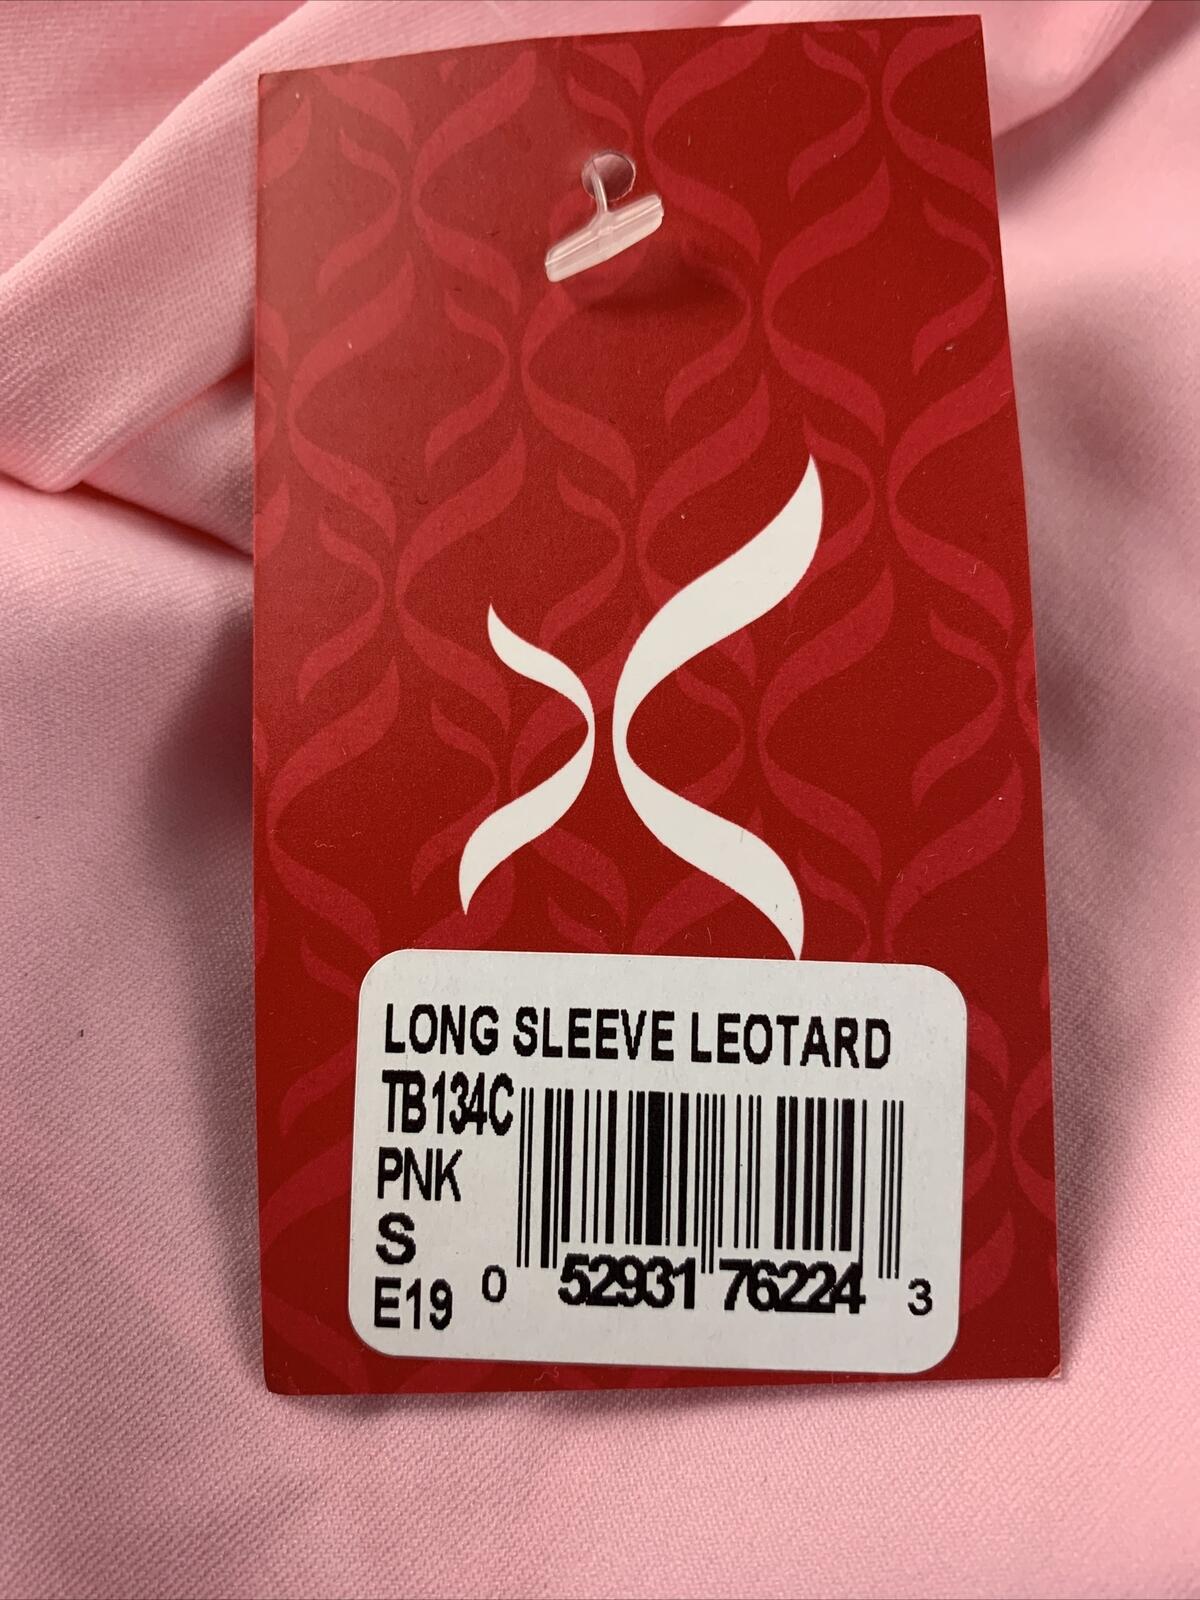 LONG SLEEVE LEOTARD
TB134C
PNK
S
E19
0 52931 76224 3